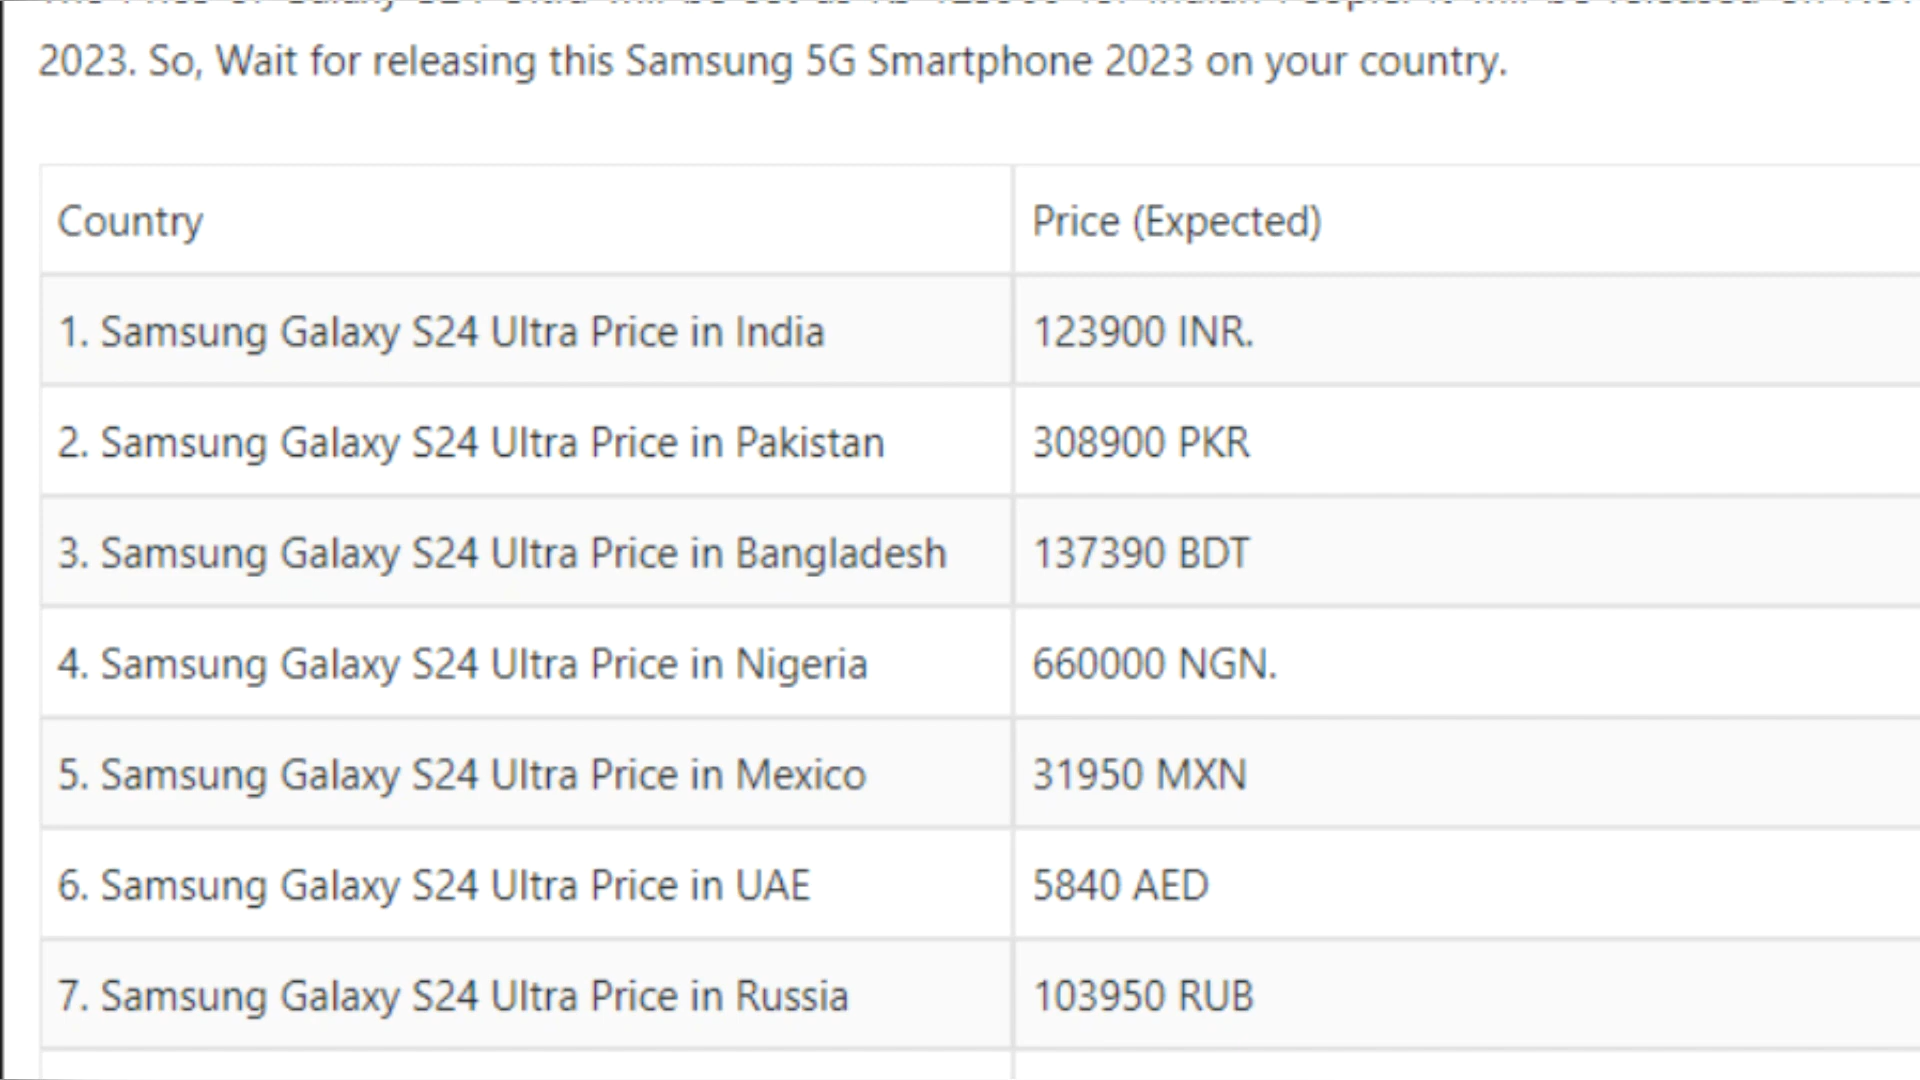 2023. So, Wait for releasing this Samsung 5G Smartphone 2023 on your country.
Country Price (Expected)
1. Samsung Galaxy S24 Ultra Price in India 123900 INR.
2. Samsung Galaxy S24 Ultra Price in Pakistan 308900 PKR
3. Samsung Galaxy S24 Ultra Price in Bangladesh 137390 BDT
4. Samsung Galaxy S24 Ultra Price in Nigeria 660000 NGN.
5. Samsung Galaxy S24 Ultra Price in Mexico 31950 MXN
6. Samsung Galaxy S24 Ultra Price in UAE 5840 AED
7. Samsung Galaxy S24 Ultra Price in Russia 103950 RUB